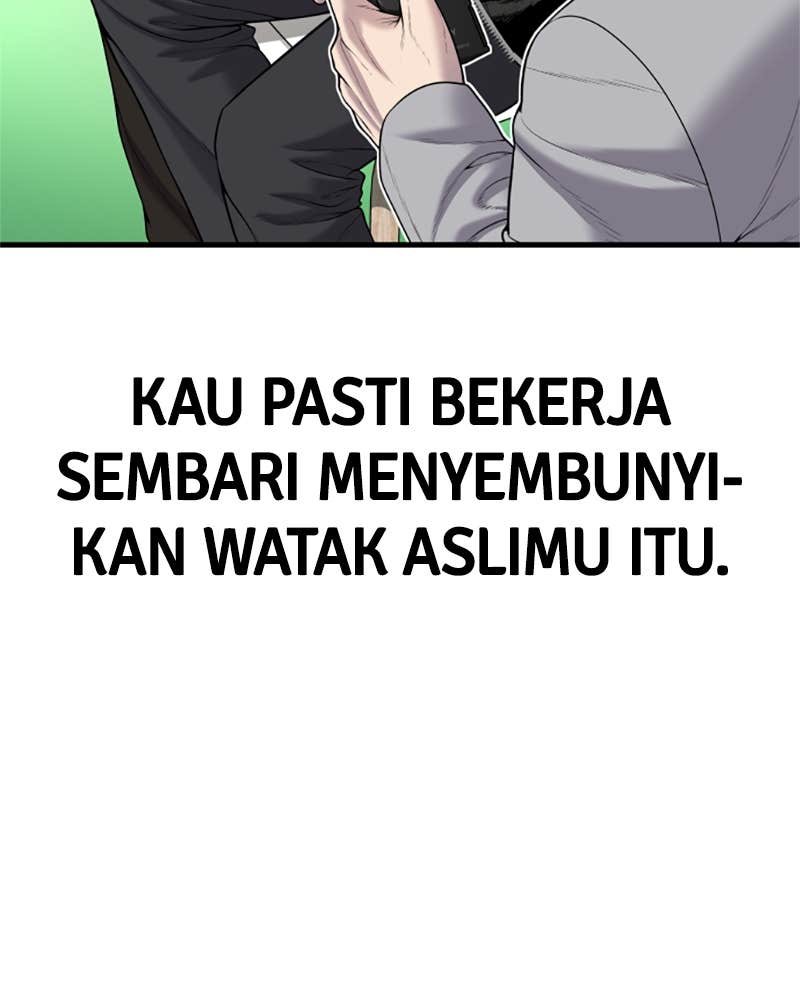 KAU PASTI BEKERJA
SEMBARI MENYEMBUNYI-
KAN WATAK ASLIMU ITU.